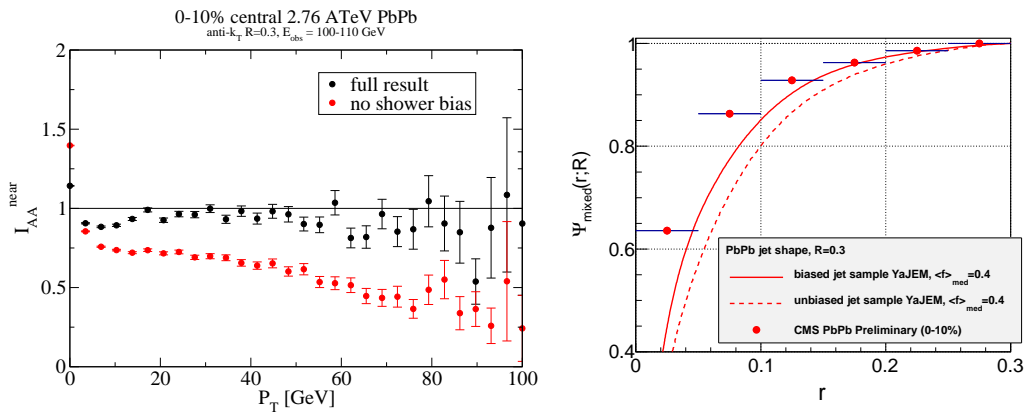 0-10% central 2.76 ATeV PbPb
anti-k_T R=0.3, E_obs = 100-110 GeV
full result
no shower bias
I_AA^near
2
1.5
1
0.5
0
0 20 40 60 80 100
P_T [GeV]
Ψ_mixed(r;R)
1
0.8
0.6
0.4
PbPb jet shape, R=0.3
biased jet sample YaJEM, <f>_med=0.4
unbiased jet sample YaJEM, <f>_med=0.4
CMS PbPb Preliminary (0-10%)
0 0.1 0.2 0.3
r